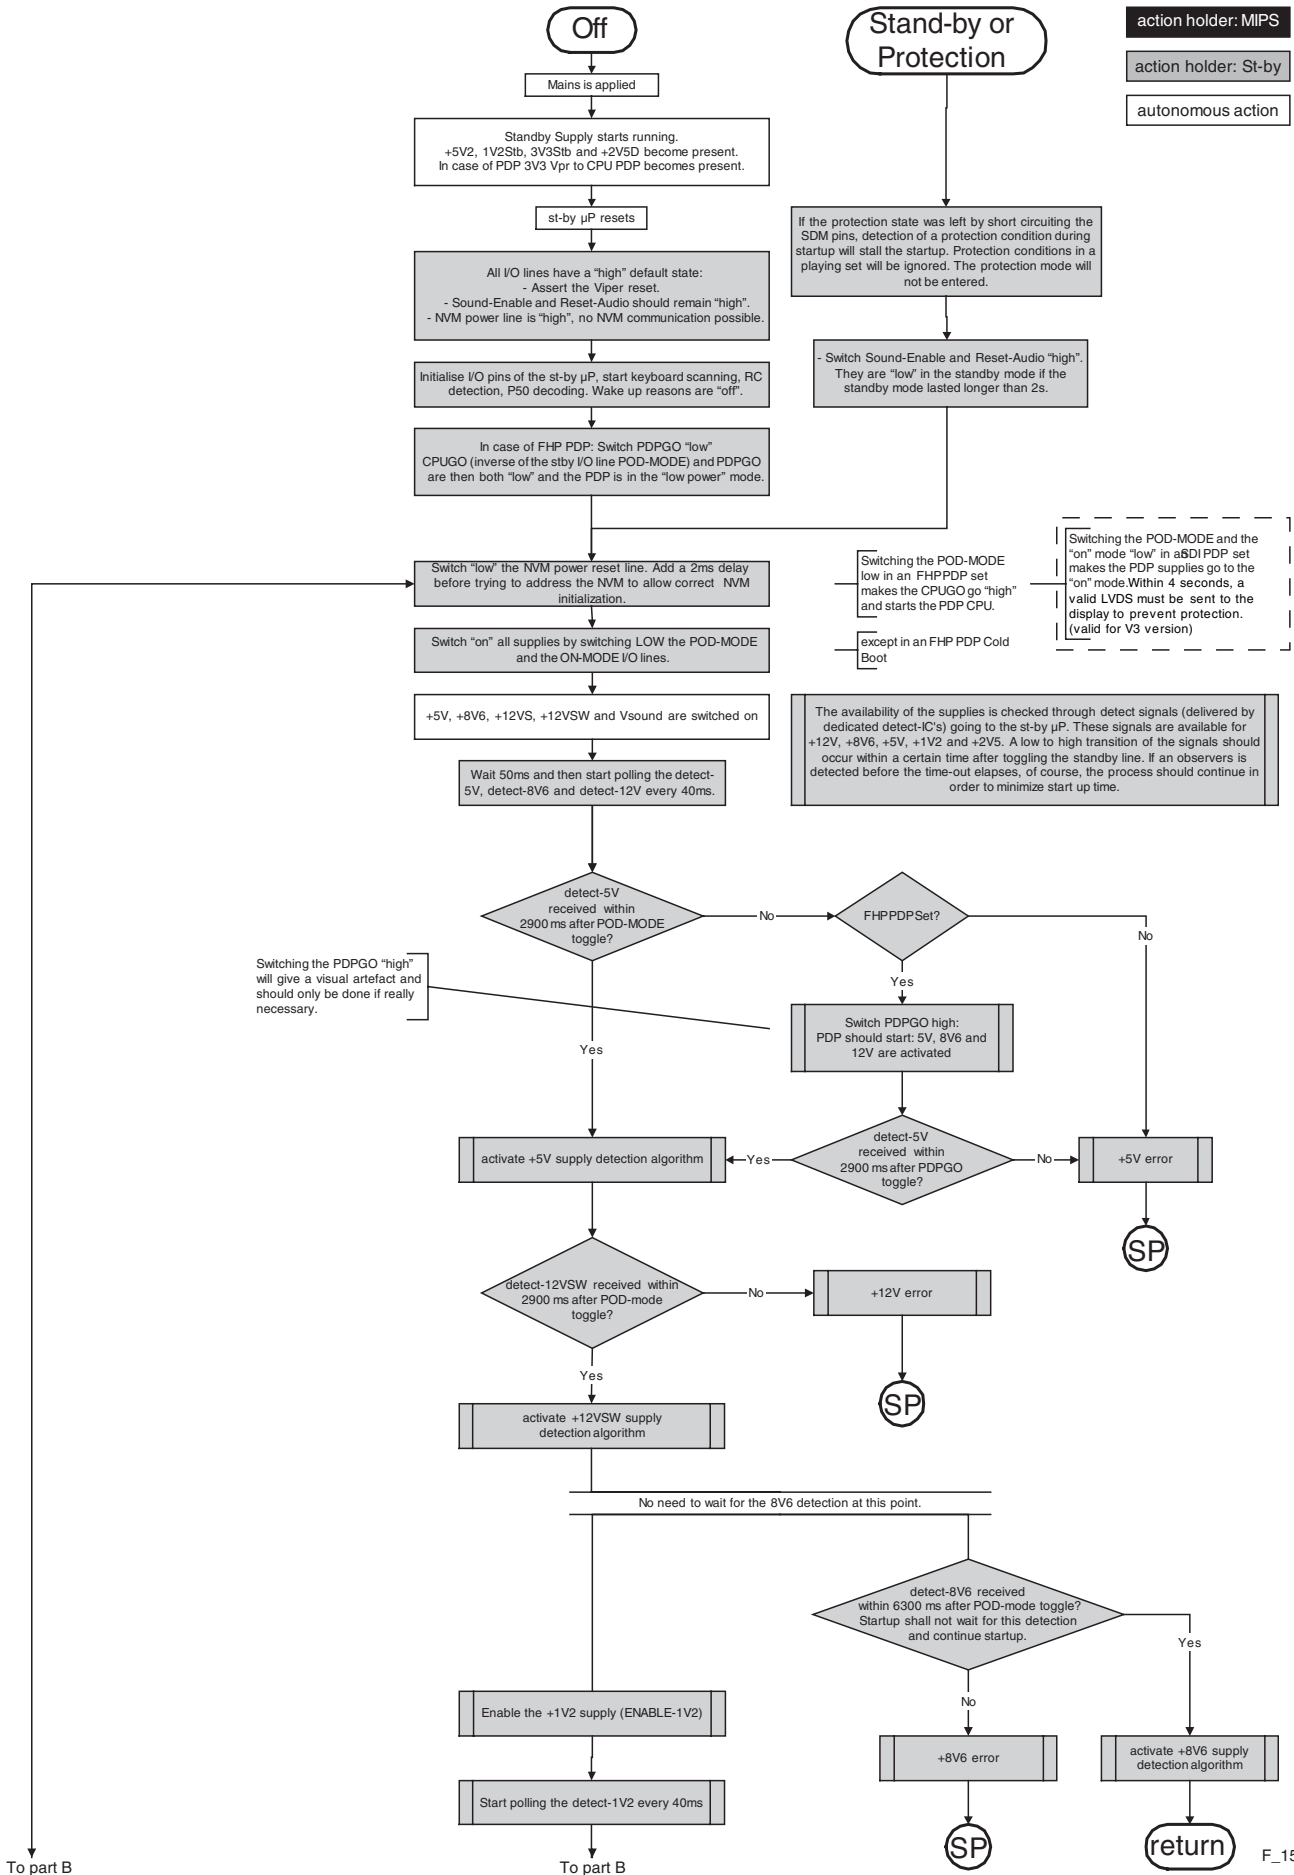 Off
Stand-by or
Protection
action holder: MIPS
action holder: St-by
autonomous action
Mains is applied
Standby Supply starts running.
+5V2, 1V2Stb, 3V3Stb and +2V5D become present.
In case of PDP 3V3 Vpr to CPU PDP becomes present.
st-by µP resets
If the protection state was left by short circuiting the
SDM pins, detection of a protection condition during
startup will stall the startup. Protection conditions in a
playing set will be ignored. The protection mode will
not be entered.
All I/O lines have a “high” default state:
- Assert the Viper reset.
- Sound-Enable and Reset-Audio should remain “high”.
- NVM power line is “high”, no NVM communication possible.
- Switch Sound-Enable and Reset-Audio “high”.
They are “low” in the standby mode if the
standby mode lasted longer than 2s.
Initialise I/O pins of the st-by µP, start keyboard scanning, RC
detection, P50 decoding. Wake up reasons are “off”.
In case of FHP PDP: Switch PDPGO “low”
CPUGO (inverse of the stby I/O line POD-MODE) and PDPGO
are then both “low” and the PDP is in the “low power” mode.
Switch “low” the NVM power reset line. Add a 2ms delay
before trying to address the NVM to allow correct NVM
initialization.
Switching the POD-MODE
low in an FHP PDP set
makes the CPUGO go “high”
and starts the PDP CPU.
Switching the POD-MODE and the
“on” mode “low” in an SDI PDP set
makes the PDP supplies go to the
“on” mode. Within 4 seconds, a
valid LVDS must be sent to the
display to prevent protection.
(valid for V3 version)
Switch “on” all supplies by switching LOW the POD-MODE
and the ON-MODE I/O lines.
except in an FHP PDP Cold
Boot
+5V, +8V6, +12VS, +12VSW and Vsound are switched on
The availability of the supplies is checked through detect signals (delivered by
dedicated detect-IC's) going to the st-by µP. These signals are available for
+12V, +8V6, +5V, +1V2 and +2V5. A low to high transition of the signals should
occur within a certain time after toggling the standby line. If an observers is
detected before the time-out elapses, of course, the process should continue in
order to minimize start up time.
Wait 50ms and then start polling the detect-
5V, detect-8V6 and detect-12V every 40ms.
detect-5V
received within
2900 ms after POD-MODE
toggle?
No
FHP PDP Set?
No
Yes
Switching the PDPGO “high”
will give a visual artefact and
should only be done if really
necessary.
Switch PDPGO high:
PDP should start: 5V, 8V6 and
12V are activated
Yes
detect-5V
received within
2900 ms after PDPGO
toggle?
activate +5V supply detection algorithm
Yes
No
+5V error
SP
detect-12VSW received within
2900 ms after POD-mode
toggle?
No
+12V error
SP
Yes
activate +12VSW supply
detection algorithm
No need to wait for the 8V6 detection at this point.
detect-8V6 received
within 6300 ms after POD-mode toggle?
Startup shall not wait for this detection
and continue startup.
Yes
No
Enable the +1V2 supply (ENABLE-1V2)
+8V6 error
activate +8V6 supply
detection algorithm
Start polling the detect-1V2 every 40ms
SP
return
To part B
To part B
F_15